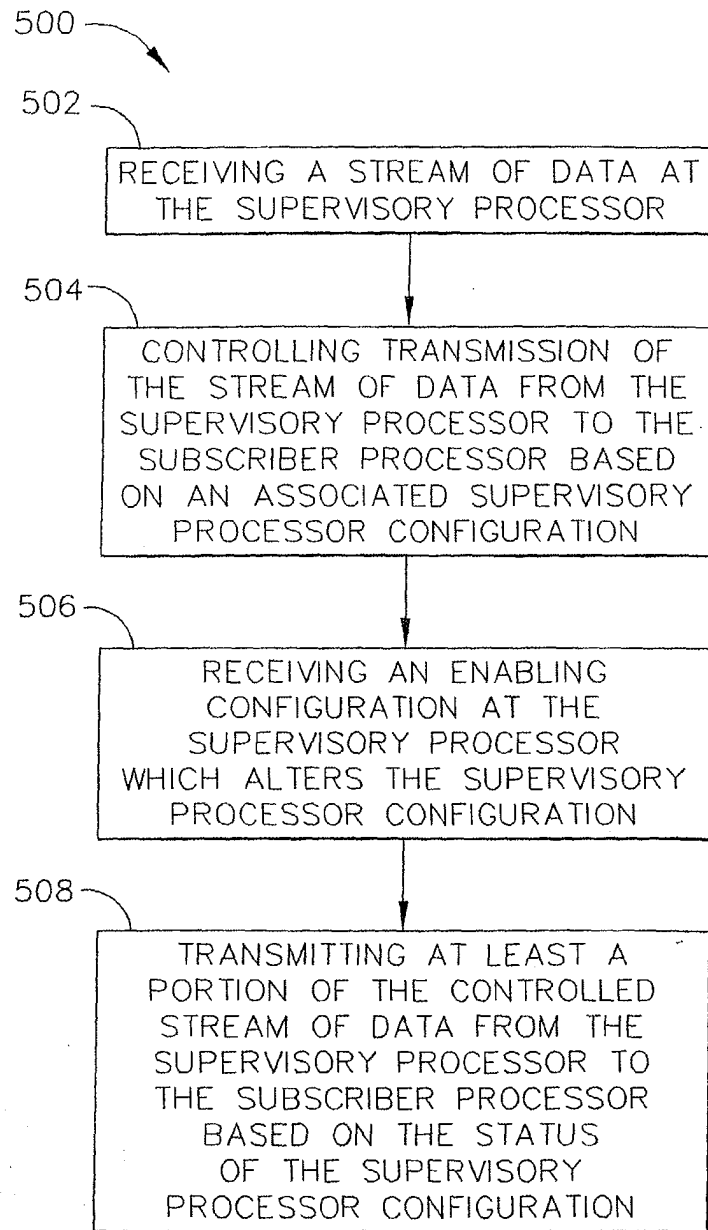 500
502
RECEIVING A STREAM OF DATA AT
THE SUPERVISORY PROCESSOR
504
CONTROLLING TRANSMISSION OF
THE STREAM OF DATA FROM THE
SUPERVISORY PROCESSOR TO THE
SUBSCRIBER PROCESSOR BASED
ON AN ASSOCIATED SUPERVISORY
PROCESSOR CONFIGURATION
506
RECEIVING AN ENABLING
CONFIGURATION AT THE
SUPERVISORY PROCESSOR
WHICH ALTERS THE SUPERVISORY
PROCESSOR CONFIGURATION
508
TRANSMITTING AT LEAST A
PORTION OF THE CONTROLLED
STREAM OF DATA FROM THE
SUPERVISORY PROCESSOR TO
THE SUBSCRIBER PROCESSOR
BASED ON THE STATUS
OF THE SUPERVISORY
PROCESSOR CONFIGURATION